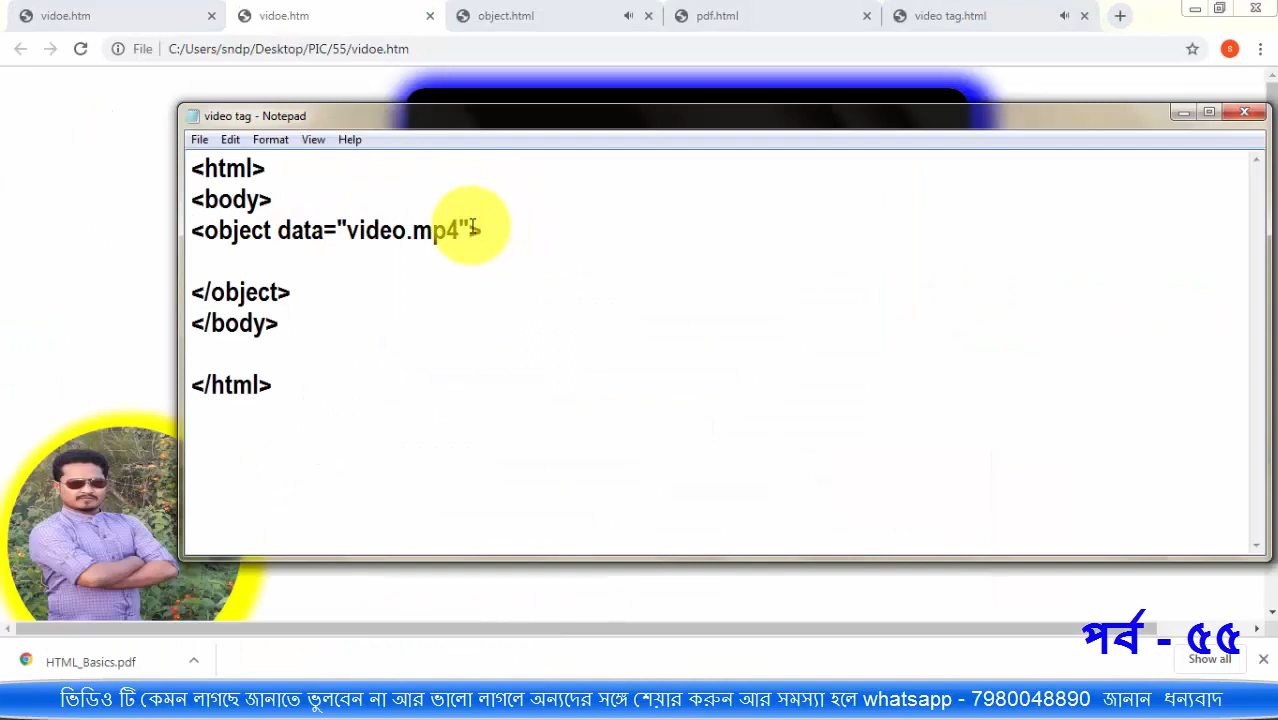 vidoe.htm
vidoe.htm
object.html
pdf.html
video tag.html
File C:/Users/sndp/Desktop/PIC/55/vidoe.htm
s
video tag - Notepad
File Edit Format View Help
<html>
<body>
<object data="video.mp4">
</object>
</body>
</html>
পর্ব - ৫৫
HTML_Basics.pdf
Show all
ভিডিও টি কেমন লাগছে জানাতে ভুলবেন না আর ভালো লাগলে অন্যদের সঙ্গে শেয়ার করুন আর সমস্যা হলে whatsapp - 7980048890 জানান ধন্যবাদ